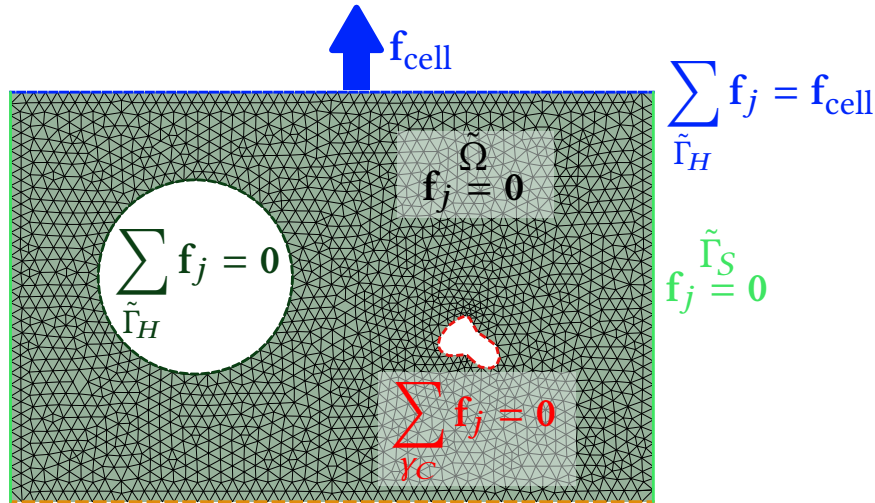 f_cell
∑_{Γ̃_H} f_j = f_cell
Ω̃
f_j = 0
∑_{Γ̃_H} f_j = 0
Γ̃_S
f_j = 0
∑_{γ_C} f_j = 0